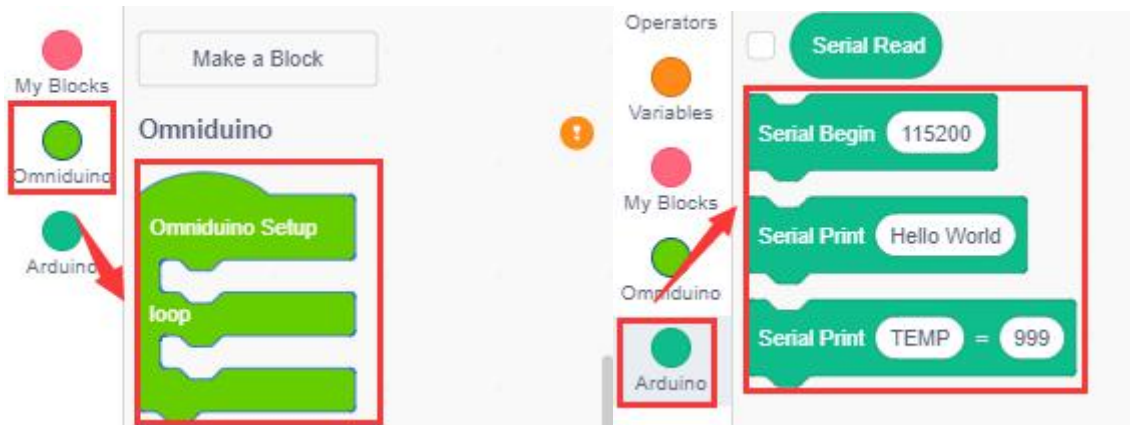 Make a Block
My Blocks
Omniduino
Omniduino
Omniduino Setup
Arduino
loop
Operators
Serial Read
Variables
Serial Begin 115200
My Blocks
Serial Print Hello World
Omniduino
Serial Print TEMP = 999
Arduino